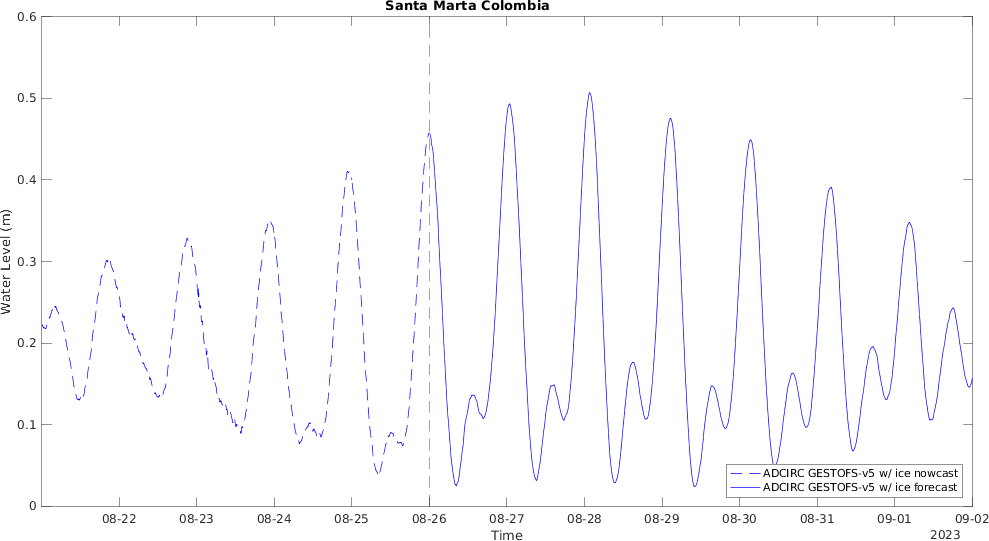 Santa Marta Colombia
Water Level (m)
0.6
0.5
0.4
0.3
0.2
0.1
0
08-22 08-23 08-24 08-25 08-26 08-27 08-28 08-29 08-30 08-31 09-01 09-02
Time
2023
ADCIRC GESTOFS-v5 w/ ice nowcast
ADCIRC GESTOFS-v5 w/ ice forecast